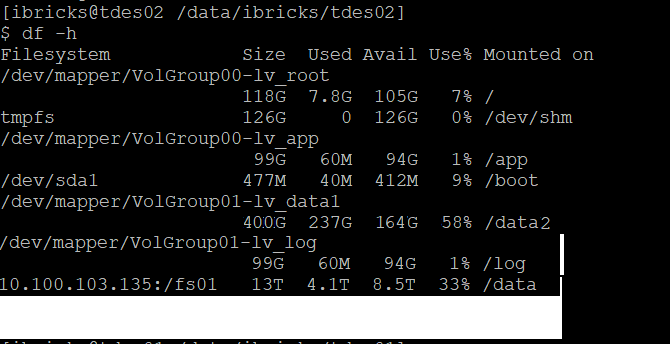 [ibricks@tdes02 /data/ibricks/tdes02]
$ df -h
Filesystem Size Used Avail Use% Mounted on
/dev/mapper/VolGroup00-lv_root
118G 7.8G 105G 7% /
tmpfs 126G 0 126G 0% /dev/shm
/dev/mapper/VolGroup00-lv_app
99G 60M 94G 1% /app
/dev/sda1 477M 40M 412M 9% /boot
/dev/mapper/VolGroup01-lv_data1
400G 237G 164G 58% /data2
/dev/mapper/VolGroup01-lv_log
99G 60M 94G 1% /log
10.100.103.135:/fs01 13T 4.1T 8.5T 33% /data